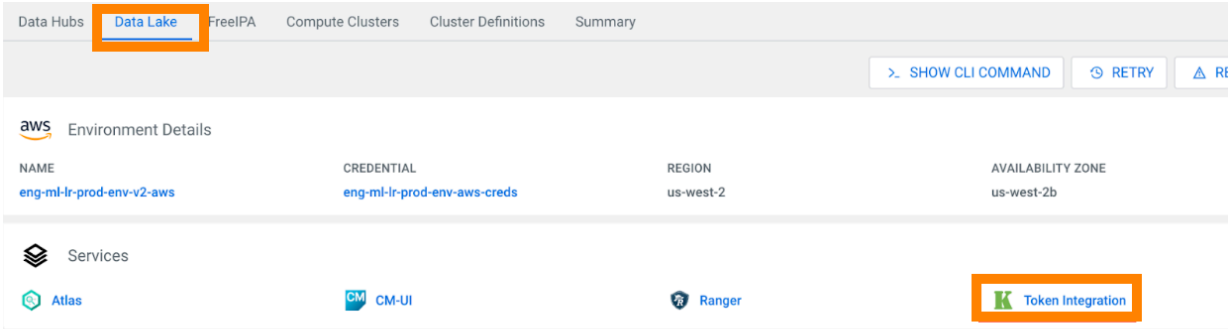 Data Hubs Data Lake FreeIPA Compute Clusters Cluster Definitions Summary
>_ SHOW CLI COMMAND RETRY RE
aws Environment Details
NAME CREDENTIAL REGION AVAILABILITY ZONE
eng-ml-lr-prod-env-v2-aws eng-ml-lr-prod-env-aws-creds us-west-2 us-west-2b
Services
Atlas CM CM-UI Ranger K Token Integration